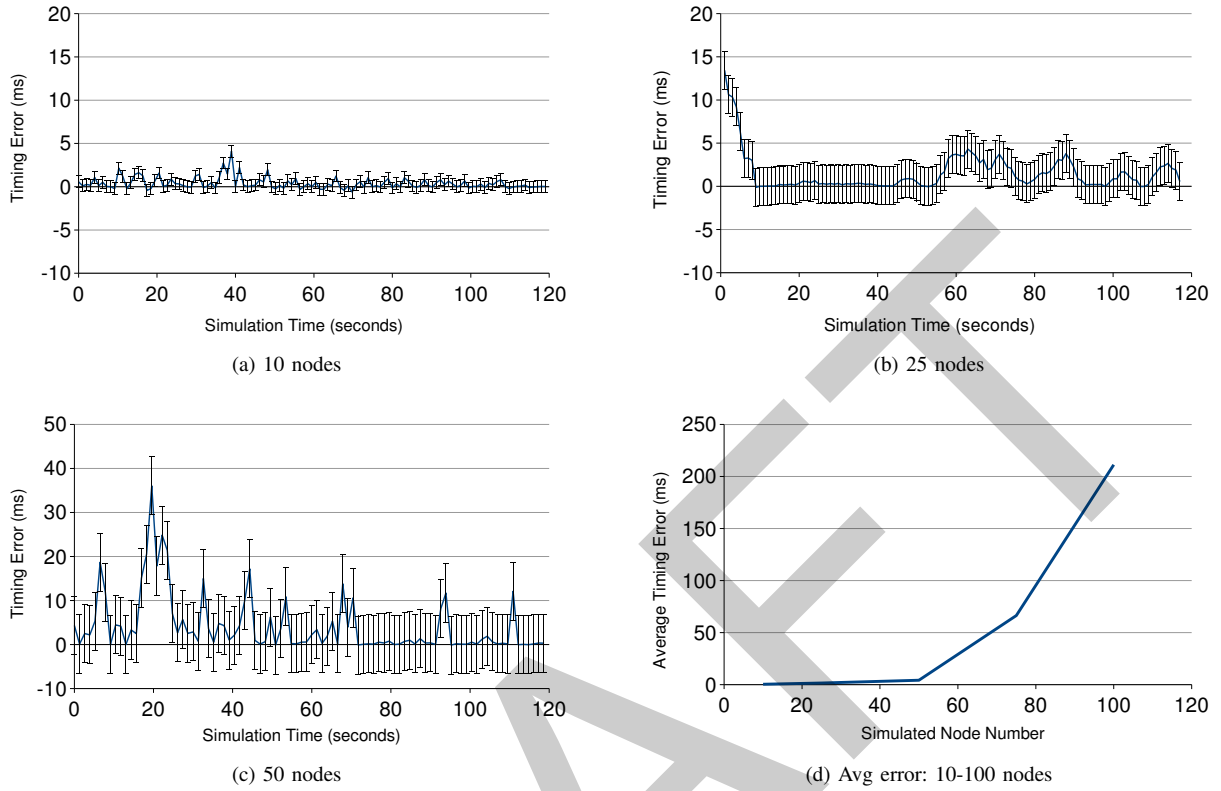 20
15
10
5
0
-5
-10
Timing Error (ms)
0 20 40 60 80 100 120
Simulation Time (seconds)
(a) 10 nodes
20
15
10
5
0
-5
-10
Timing Error (ms)
0 20 40 60 80 100 120
Simulation Time (seconds)
(b) 25 nodes
50
40
30
20
10
0
-10
Timing Error (ms)
0 20 40 60 80 100 120
Simulation Time (seconds)
(c) 50 nodes
250
200
150
100
50
0
Average Timing Error (ms)
0 20 40 60 80 100 120
Simulated Node Number
(d) Avg error: 10-100 nodes